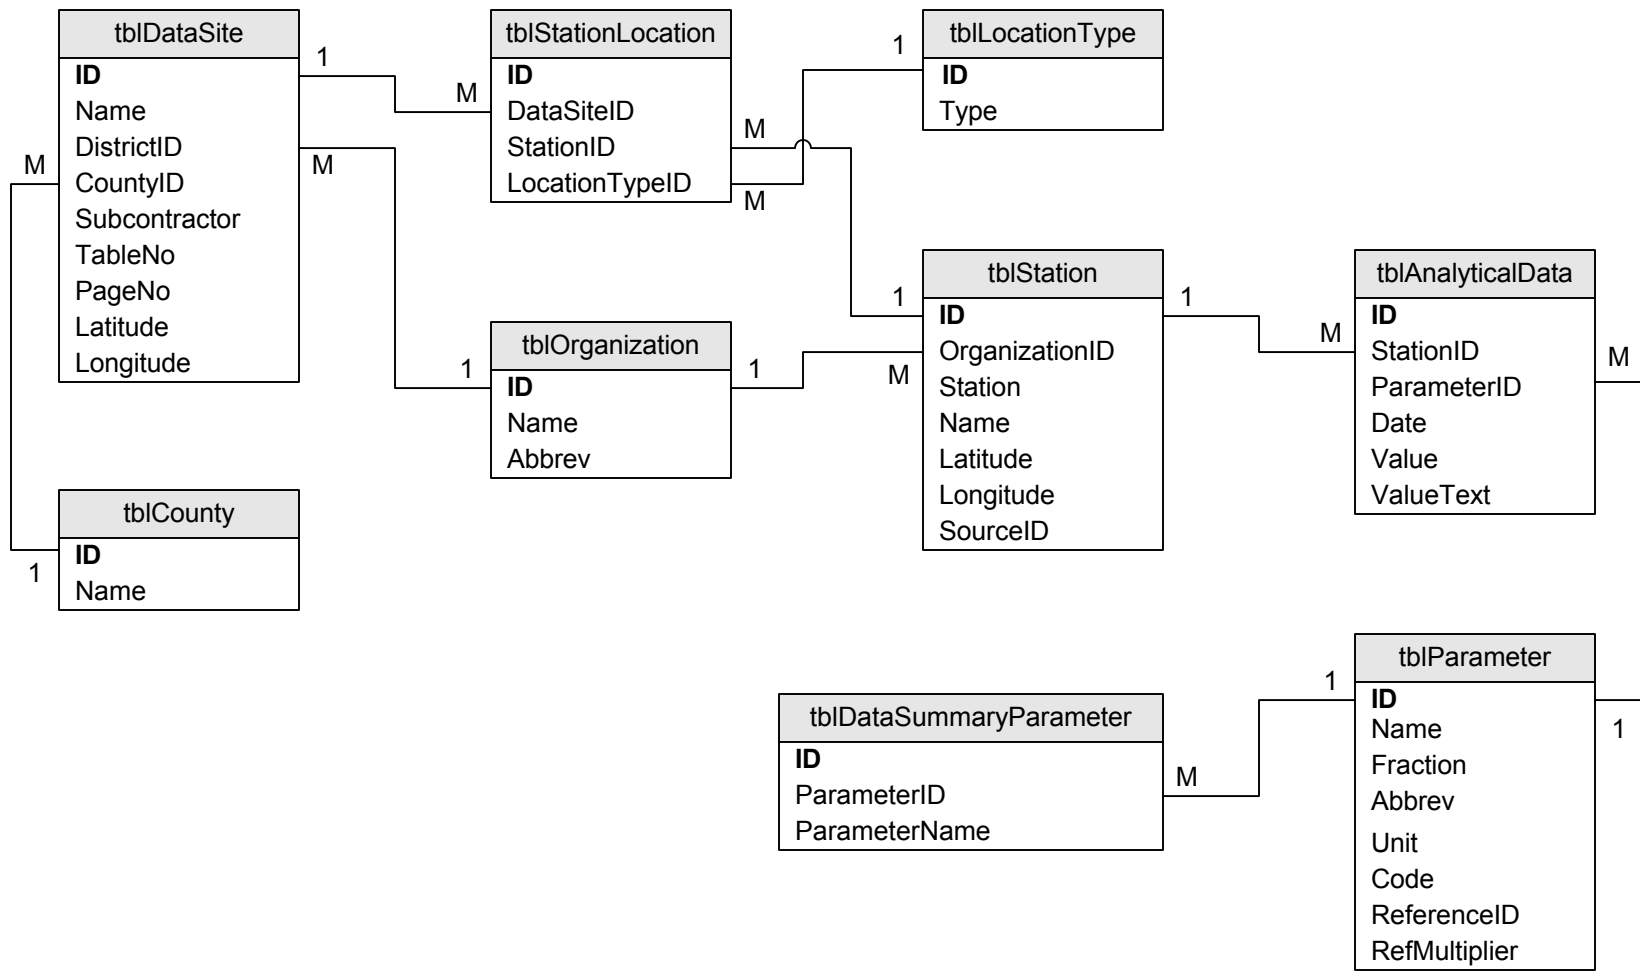 tblDataSite
ID
Name
DistrictID
CountyID
Subcontractor
TableNo
PageNo
Latitude
Longitude
1
M
M
M
tblStationLocation
ID
DataSiteID
StationID
LocationTypeID
M
M
1
tblLocationType
ID
Type
tblOrganization
ID
Name
Abbrev
1
1
tblStation
ID
OrganizationID
Station
Name
Latitude
Longitude
SourceID
1
M
1
M
tblAnalyticalData
ID
StationID
ParameterID
Date
Value
ValueText
M
tblCounty
ID
Name
1
tblDataSummaryParameter
ID
ParameterID
ParameterName
M
1
tblParameter
ID
Name
Fraction
Abbrev
Unit
Code
ReferenceID
RefMultiplier
1